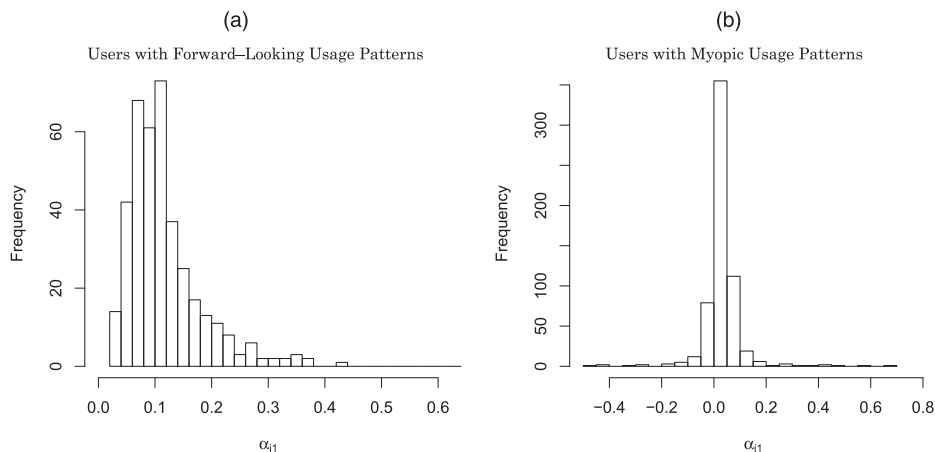 (a)
Users with Forward–Looking Usage Patterns
Frequency
60
40
20
0
0.0 0.1 0.2 0.3 0.4 0.5 0.6
αi1
(b)
Users with Myopic Usage Patterns
Frequency
300
200
100
50
0
−0.4 −0.2 0.0 0.2 0.4 0.6 0.8
αi1